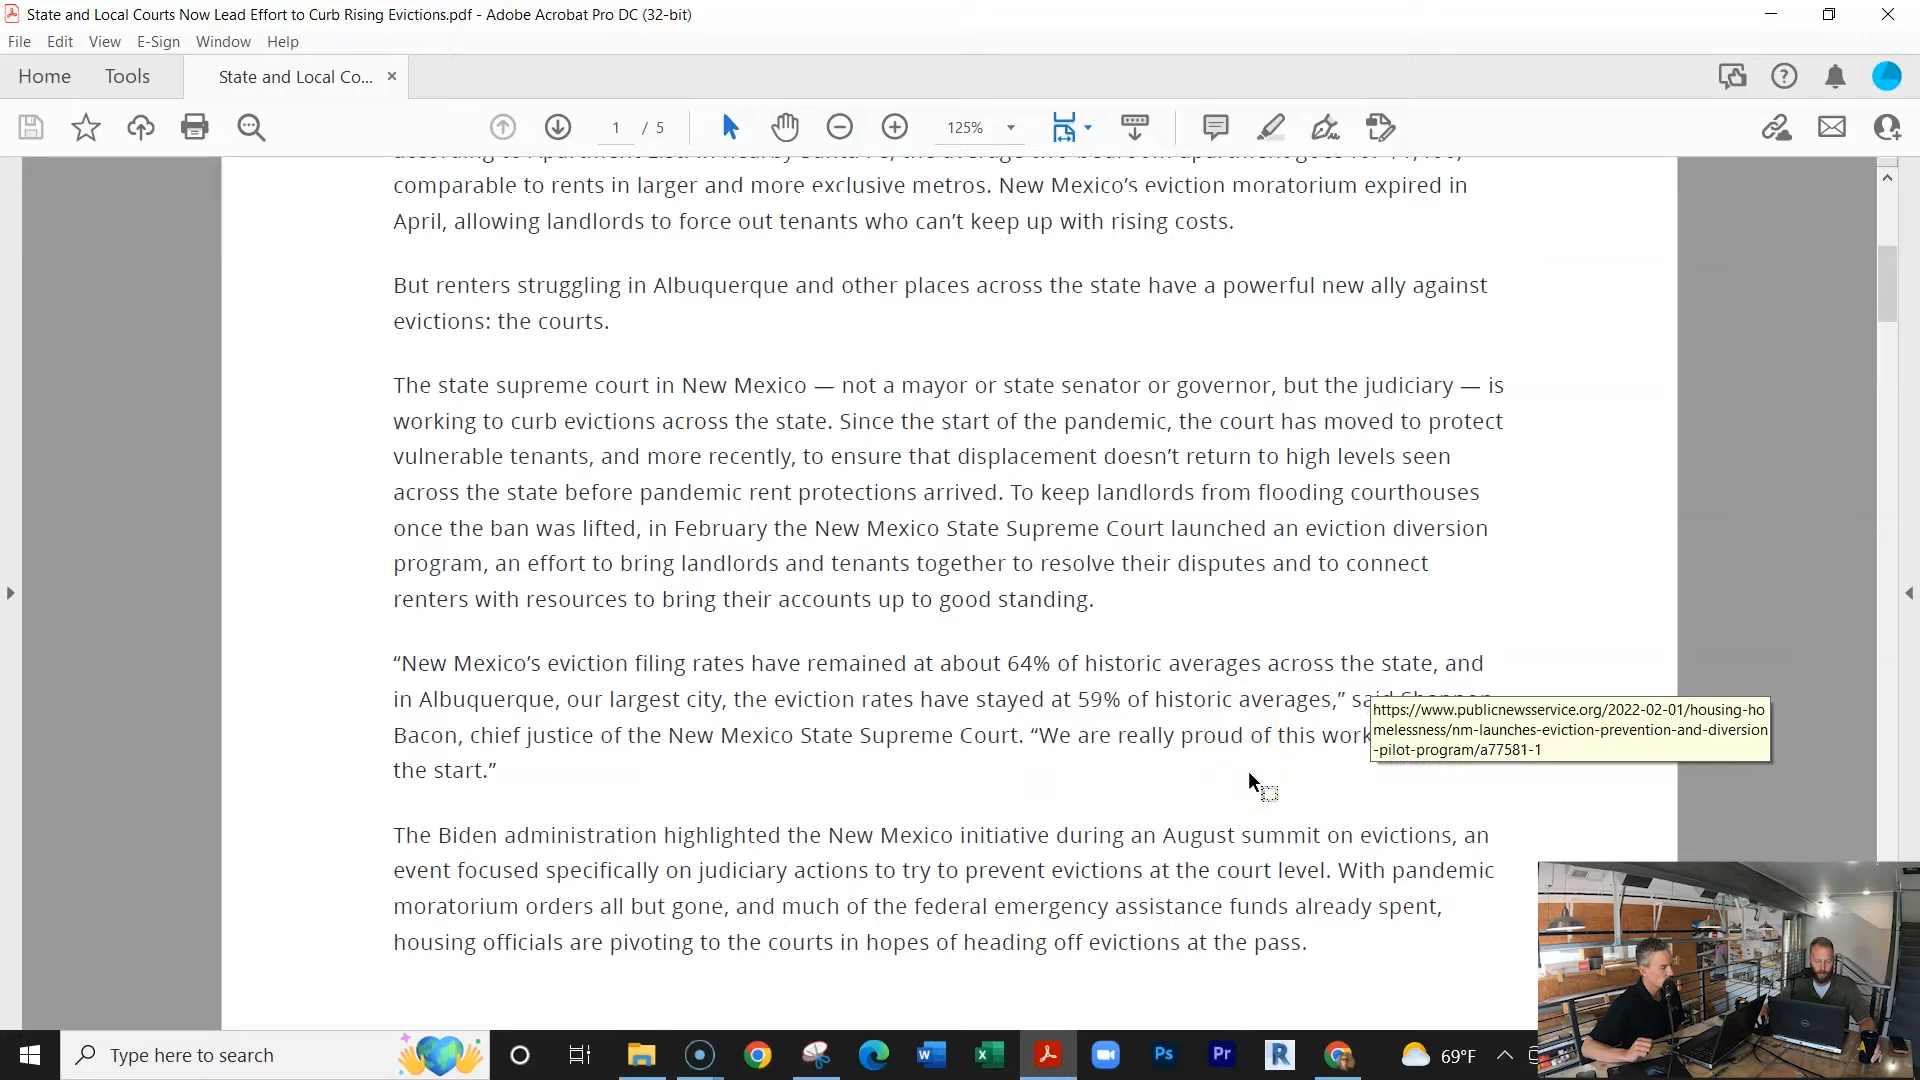 State and Local Courts Now Lead Effort to Curb Rising Evictions.pdf - Adobe Acrobat Pro DC (32-bit)
File Edit View E-Sign Window Help
Home Tools State and Local Co... ×
1 / 5 125%
comparable to rents in larger and more exclusive metros. New Mexico’s eviction moratorium expired in
April, allowing landlords to force out tenants who can’t keep up with rising costs.
But renters struggling in Albuquerque and other places across the state have a powerful new ally against
evictions: the courts.
The state supreme court in New Mexico — not a mayor or state senator or governor, but the judiciary — is
working to curb evictions across the state. Since the start of the pandemic, the court has moved to protect
vulnerable tenants, and more recently, to ensure that displacement doesn’t return to high levels seen
across the state before pandemic rent protections arrived. To keep landlords from flooding courthouses
once the ban was lifted, in February the New Mexico State Supreme Court launched an eviction diversion
program, an effort to bring landlords and tenants together to resolve their disputes and to connect
renters with resources to bring their accounts up to good standing.
“New Mexico’s eviction filing rates have remained at about 64% of historic averages across the state, and
in Albuquerque, our largest city, the eviction rates have stayed at 59% of historic averages,” said
Bacon, chief justice of the New Mexico State Supreme Court. “We are really proud of this work
the start.”
https://www.publicnewsservice.org/2022-02-01/housing-ho
melessness/nm-launches-eviction-prevention-and-diversion
-pilot-program/a77581-1
The Biden administration highlighted the New Mexico initiative during an August summit on evictions, an
event focused specifically on judiciary actions to try to prevent evictions at the court level. With pandemic
moratorium orders all but gone, and much of the federal emergency assistance funds already spent,
housing officials are pivoting to the courts in hopes of heading off evictions at the pass.
Type here to search
Ps
Pr
R
69°F